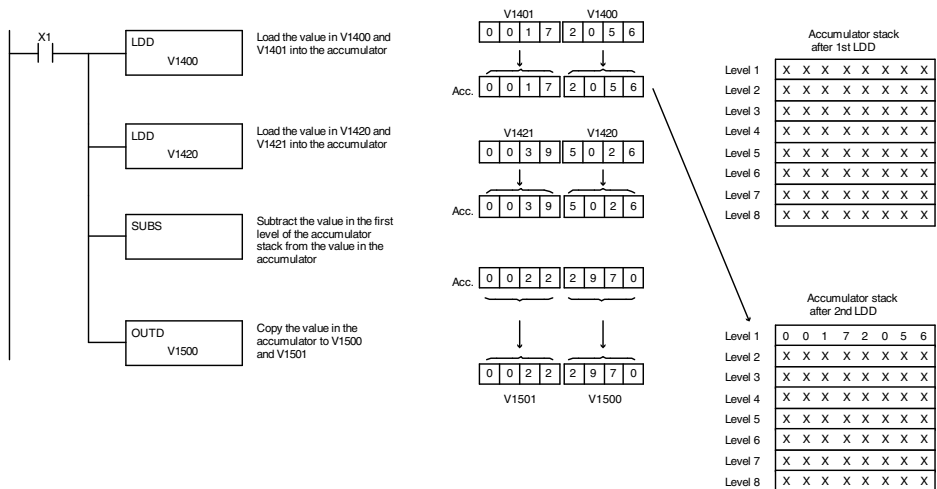 X1
LDD
V1400
Load the value in V1400 and
V1401 into the accumulator
LDD
V1420
Load the value in V1420 and
V1421 into the accumulator
SUBS
Subtract the value in the first
level of the accumulator
stack from the value in the
accumulator
OUTD
V1500
Copy the value in the
accumulator to V1500
and V1501
V1401 V1400
0 0 1 7 2 0 5 6
Acc. 0 0 1 7 2 0 5 6
V1421 V1420
0 0 3 9 5 0 2 6
Acc. 0 0 3 9 5 0 2 6
Acc. 0 0 2 2 2 9 7 0
0 0 2 2 2 9 7 0
V1501 V1500
Accumulator stack
after 1st LDD
Level 1 X X X X X X X X
Level 2 X X X X X X X X
Level 3 X X X X X X X X
Level 4 X X X X X X X X
Level 5 X X X X X X X X
Level 6 X X X X X X X X
Level 7 X X X X X X X X
Level 8 X X X X X X X X
Accumulator stack
after 2nd LDD
Level 1 0 0 1 7 2 0 5 6
Level 2 X X X X X X X X
Level 3 X X X X X X X X
Level 4 X X X X X X X X
Level 5 X X X X X X X X
Level 6 X X X X X X X X
Level 7 X X X X X X X X
Level 8 X X X X X X X X